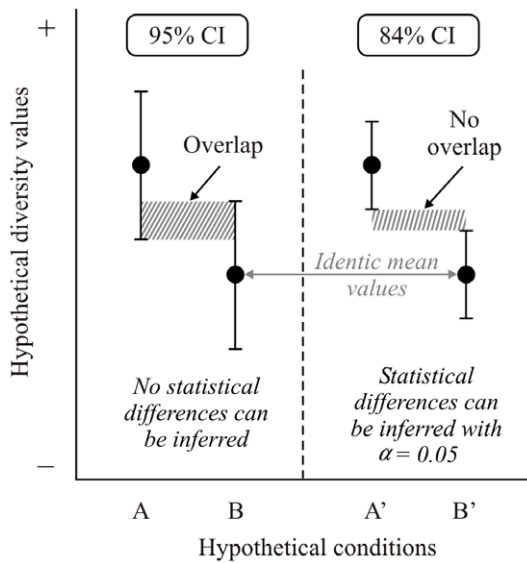 +
95% CI
84% CI
Hypothetical diversity values
Overlap
No
overlap
Identic mean
values
No statistical
differences can
be inferred
Statistical
differences can
be inferred with
α = 0.05
–
A
B
A’
B’
Hypothetical conditions